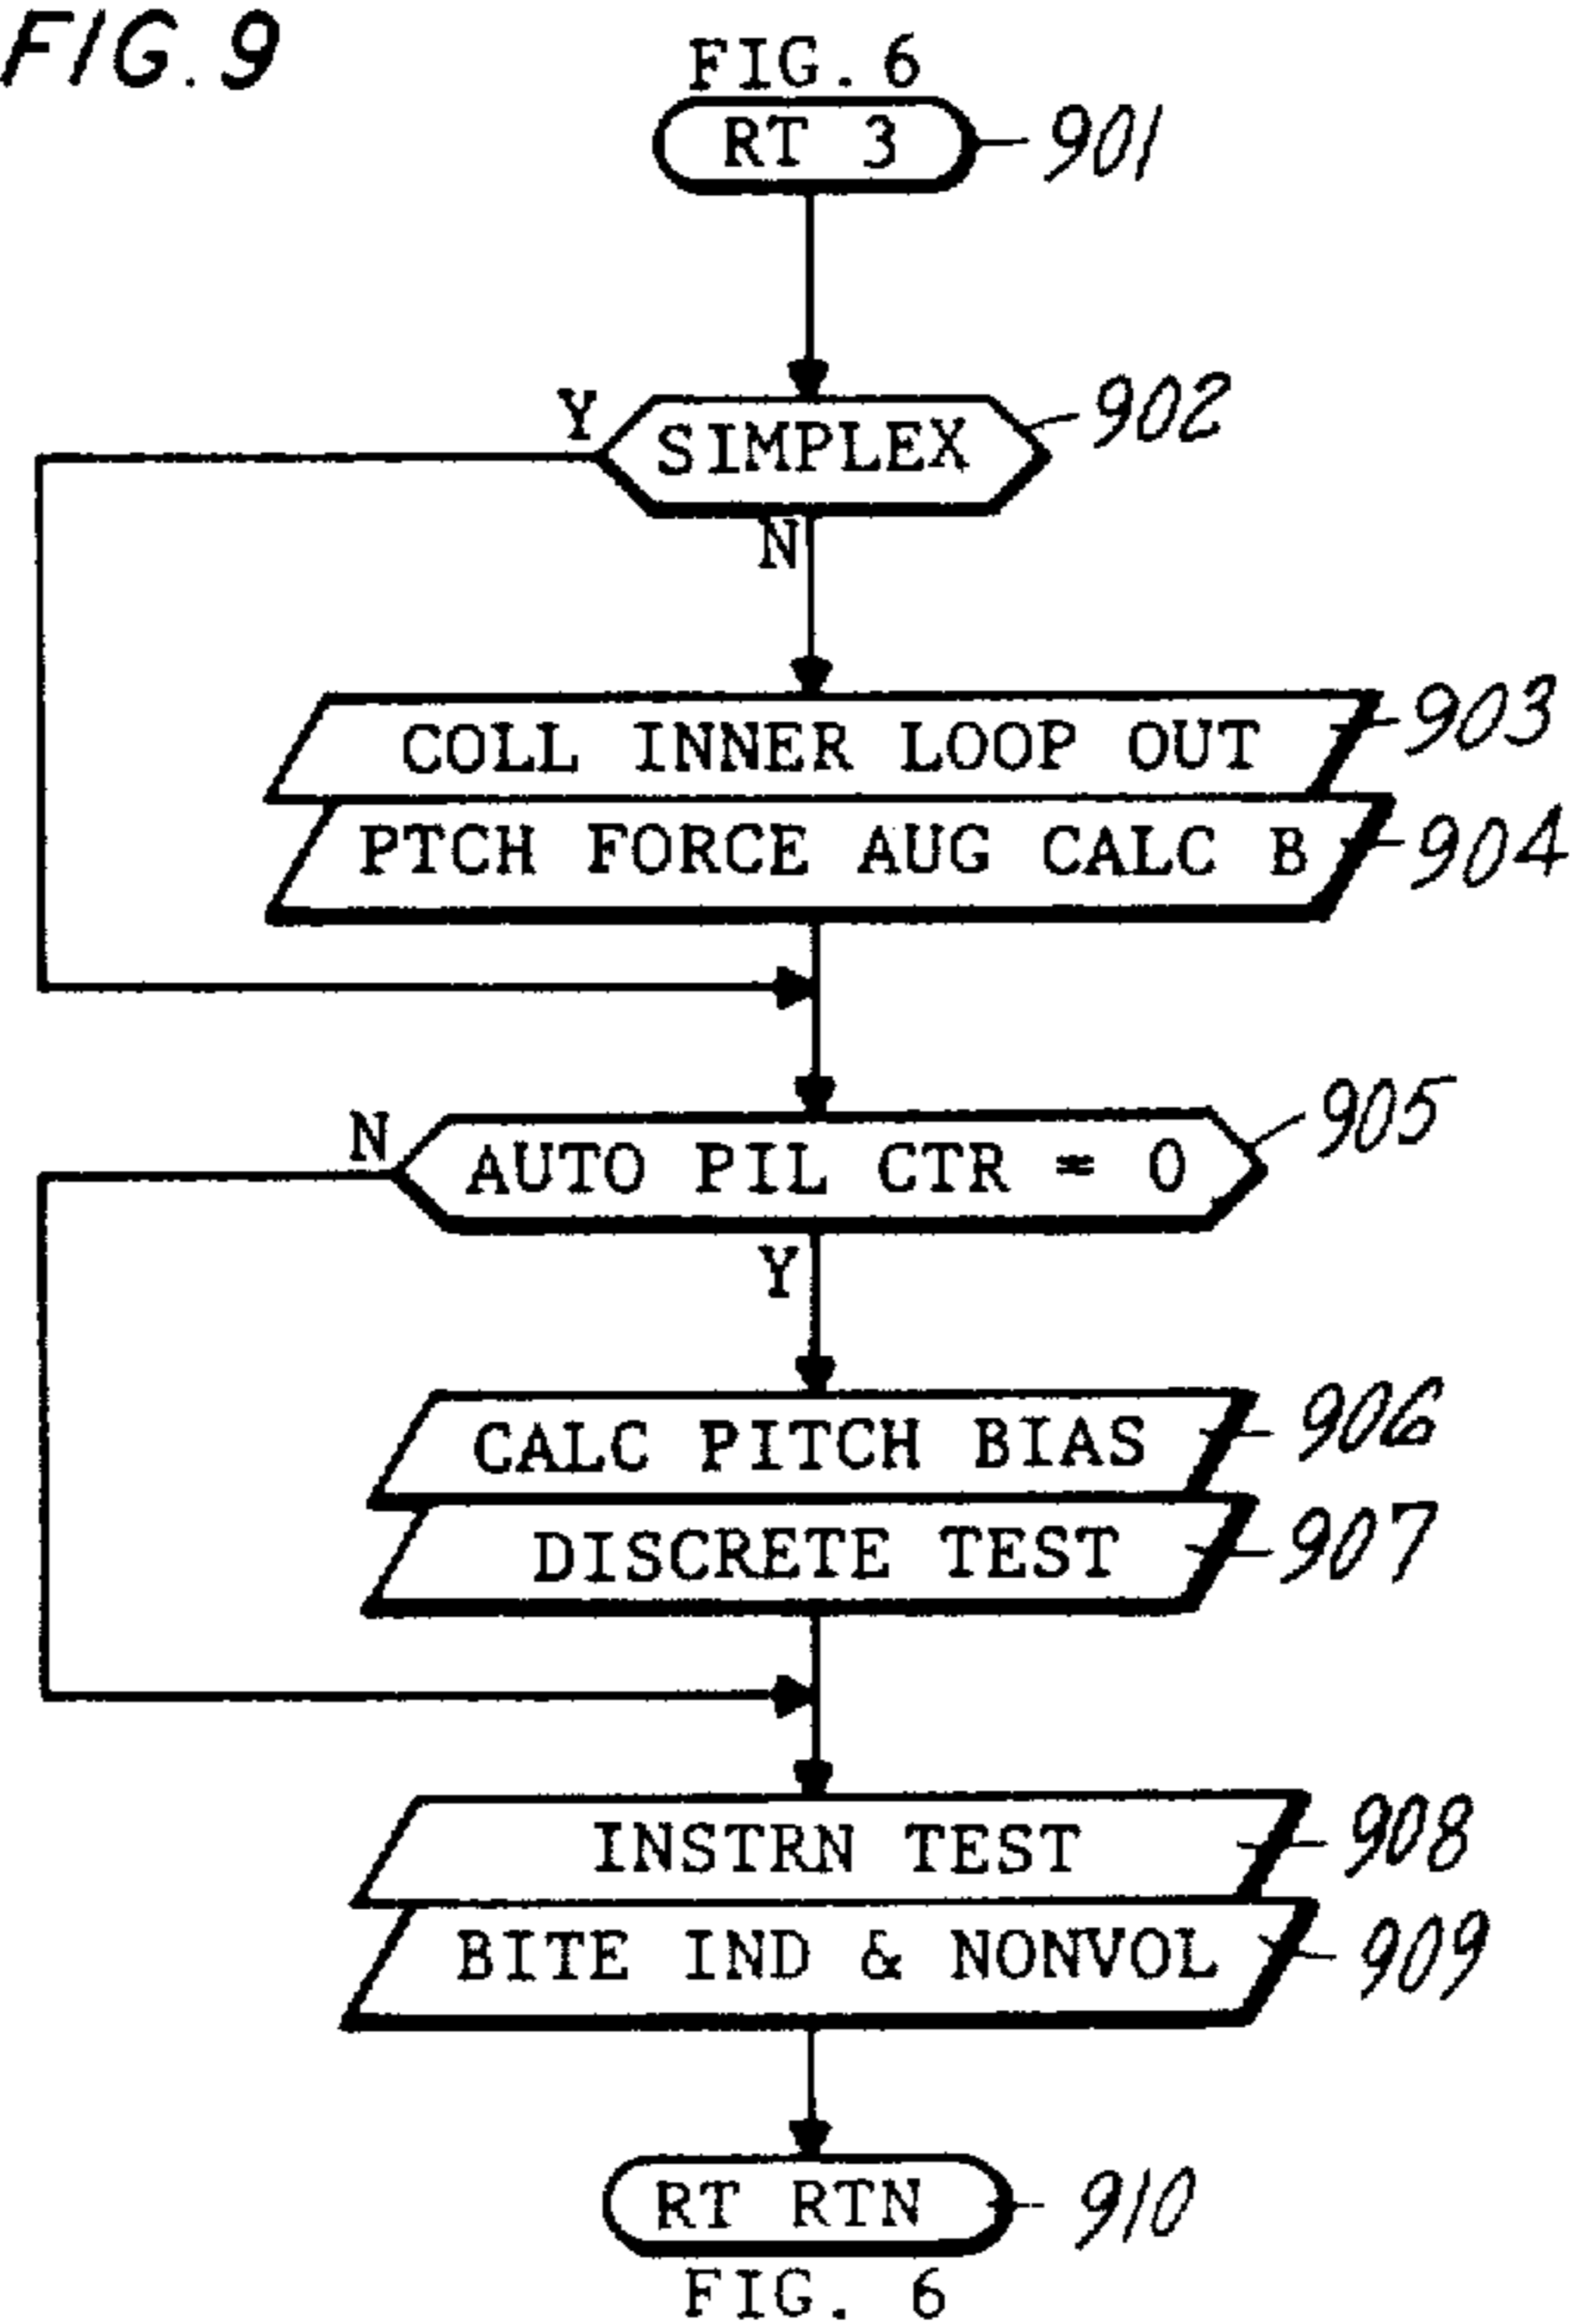 FIG. 9
FIG. 6
RT 3
901
Y
SIMPLEX
902
N
COLL INNER LOOP OUT
903
PTCH FORCE AUG CALC B
904
N
AUTO PIL CTR = 0
905
Y
CALC PITCH BIAS
906
DISCRETE TEST
907
INSTRN TEST
908
BITE IND & NONVOL
909
RT RTN
910
FIG. 6